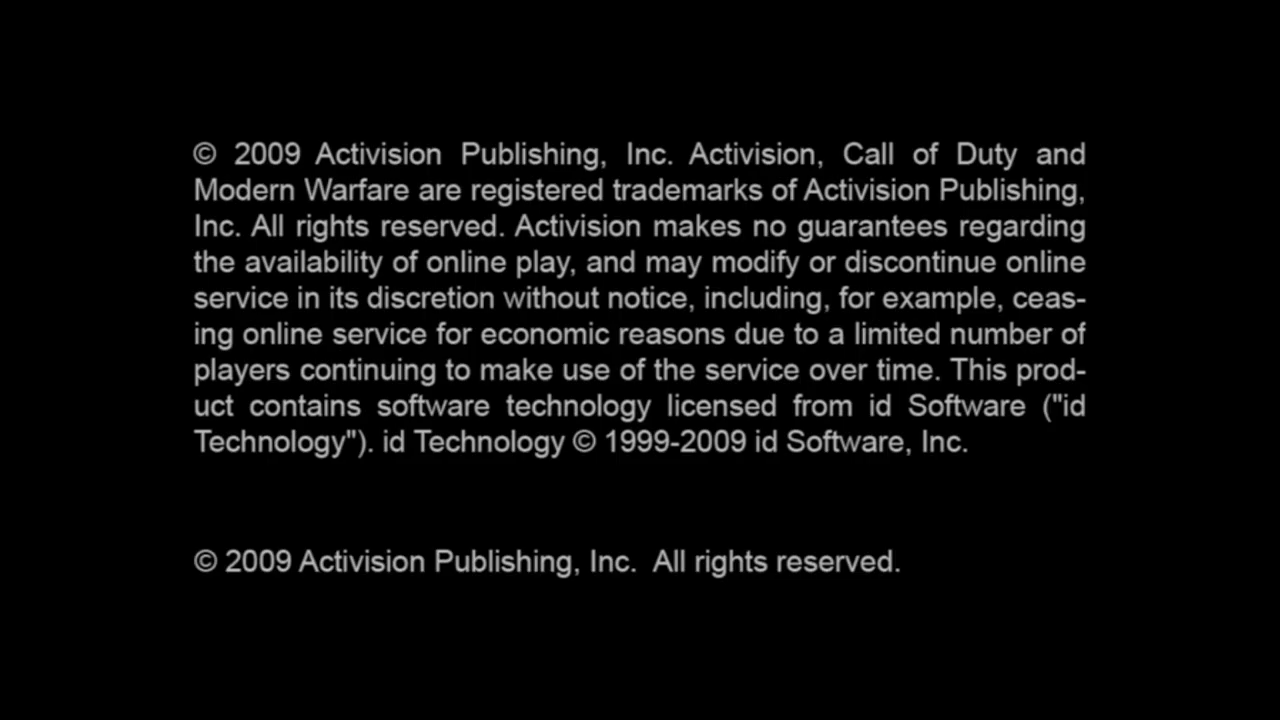 © 2009 Activision Publishing, Inc. Activision, Call of Duty and
Modern Warfare are registered trademarks of Activision Publishing,
Inc. All rights reserved. Activision makes no guarantees regarding
the availability of online play, and may modify or discontinue online
service in its discretion without notice, including, for example, ceas-
ing online service for economic reasons due to a limited number of
players continuing to make use of the service over time. This prod-
uct contains software technology licensed from id Software ("id
Technology"). id Technology © 1999-2009 id Software, Inc.
© 2009 Activision Publishing, Inc.  All rights reserved.